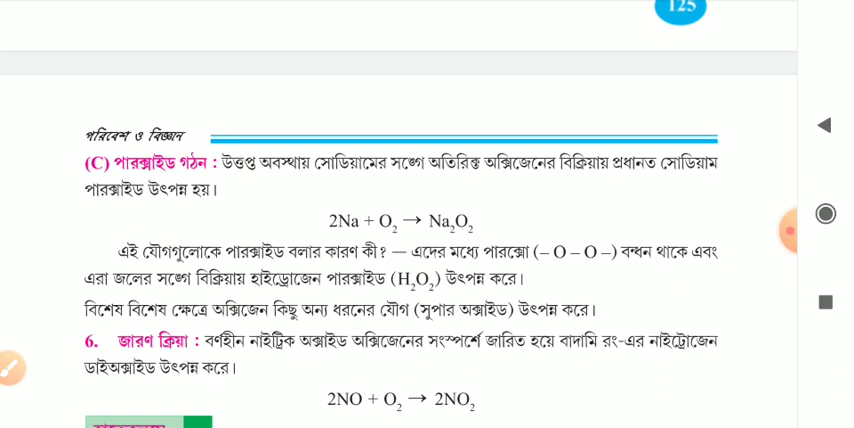 125
পরিবেশ ও বিজ্ঞান
(C) পারক্সাইড গঠন : উত্তপ্ত অবস্থায় সোডিয়ামের সঙ্গে অতিরিক্ত অক্সিজেনের বিক্রিয়ায় প্রধানত সোডিয়াম
পারক্সাইড উৎপন্ন হয়।
2Na + O₂ → Na₂O₂
এই যৌগগুলোকে পারক্সাইড বলার কারণ কী? — এদের মধ্যে পারক্সো (– O – O –) বন্ধন থাকে এবং
এরা জলের সঙ্গে বিক্রিয়ায় হাইড্রোজেন পারক্সাইড (H₂O₂) উৎপন্ন করে।
বিশেষ বিশেষ ক্ষেত্রে অক্সিজেন কিছু অন্য ধরনের যৌগ (সুপার অক্সাইড) উৎপন্ন করে।
6. জারণ ক্রিয়া : বর্ণহীন নাইট্রিক অক্সাইড অক্সিজেনের সংস্পর্শে জারিত হয়ে বাদামি রং-এর নাইট্রোজেন
ডাইঅক্সাইড উৎপন্ন করে।
2NO + O₂ → 2NO₂